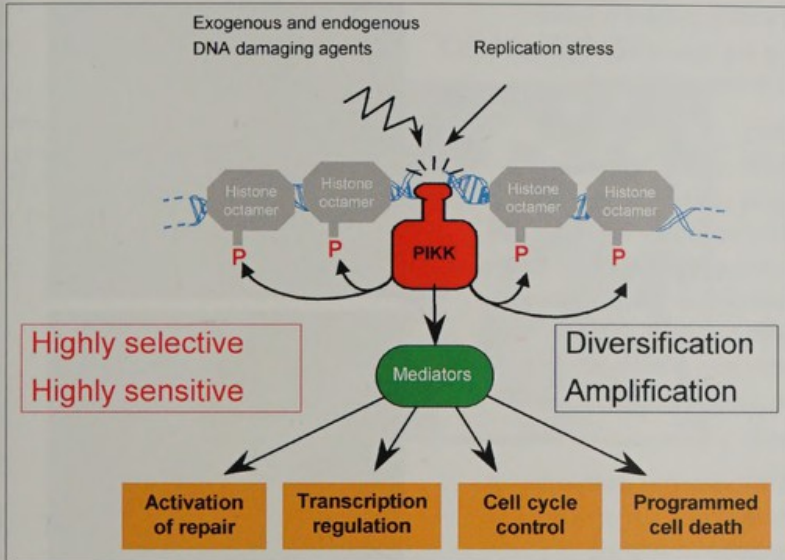 Exogenous and endogenous
DNA damaging agents
Replication stress
Histone
octamer
Histone
octamer
Histone
octamer
Histone
octamer
P
P
PIKK
P
P
Highly selective
Highly sensitive
Mediators
Diversification
Amplification
Activation
of repair
Transcription
regulation
Cell cycle
control
Programmed
cell death